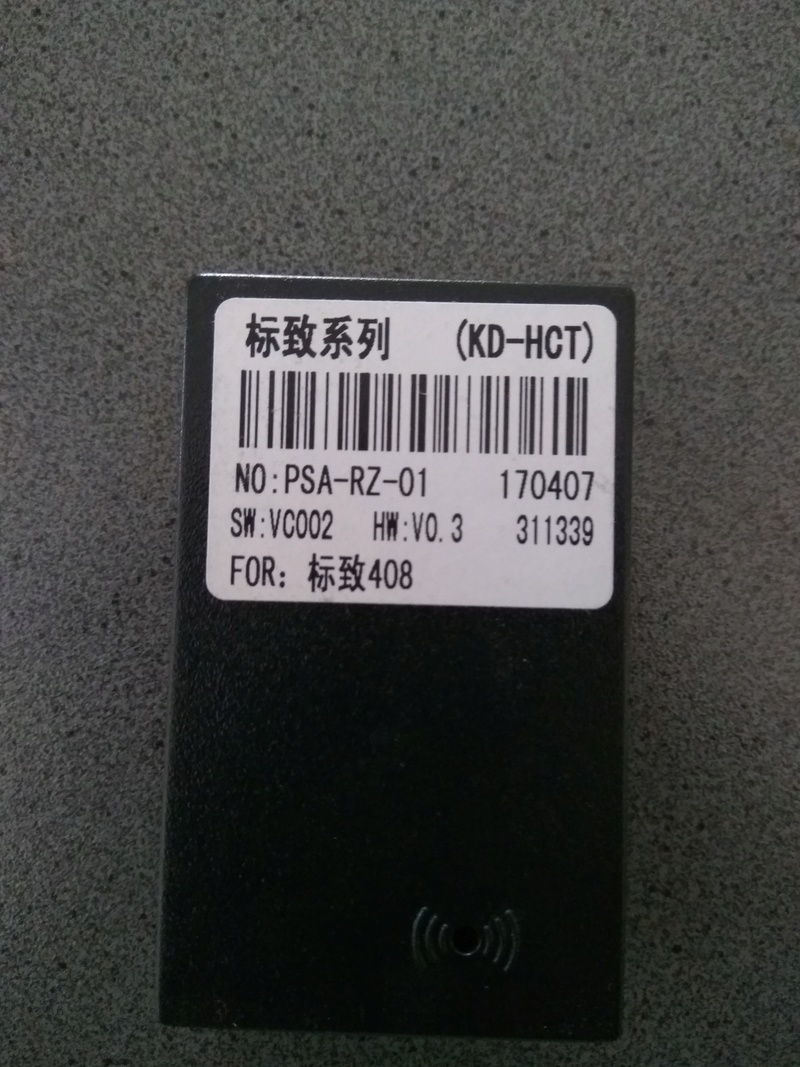 标致系列 (KD-HCT)
NO:PSA-RZ-01 170407
SW:VC002 HW:V0.3 311339
FOR: 标致408